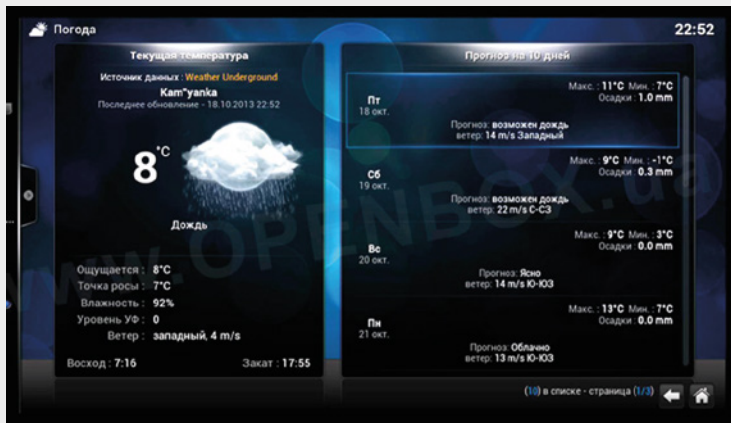 Погода
22:52
Текущая температура
Источник данных : Weather Underground
Kam"yanka
Последнее обновление - 18.10.2013 22:52
8°C
Дождь
Ощущается : 8°C
Точка росы : 7°C
Влажность : 92%
Уровень УФ : 0
Ветер : западный, 4 m/s
Восход : 7:16 Закат : 17:55
Прогноз на 10 дней
Макс. : 11°C Мин. : 7°C
Осадки : 1.0 mm
Пт
18 окт.
Прогноз: возможен дождь
ветер: 14 m/s Западный
Макс. : 9°C Мин. : -1°C
Осадки : 0.3 mm
Сб
19 окт.
Прогноз: возможен дождь
ветер: 22 m/s С-СЗ
Макс. : 9°C Мин. : 3°C
Осадки : 0.0 mm
Вс
20 окт.
Прогноз: Ясно
ветер: 14 m/s Ю-ЮЗ
Макс. : 13°C Мин. : 7°C
Осадки : 0.0 mm
Пн
21 окт.
Прогноз: Облачно
ветер: 13 m/s Ю-ЮЗ
(10) в списке - страница (1/3)
www.OPENBOX.ua